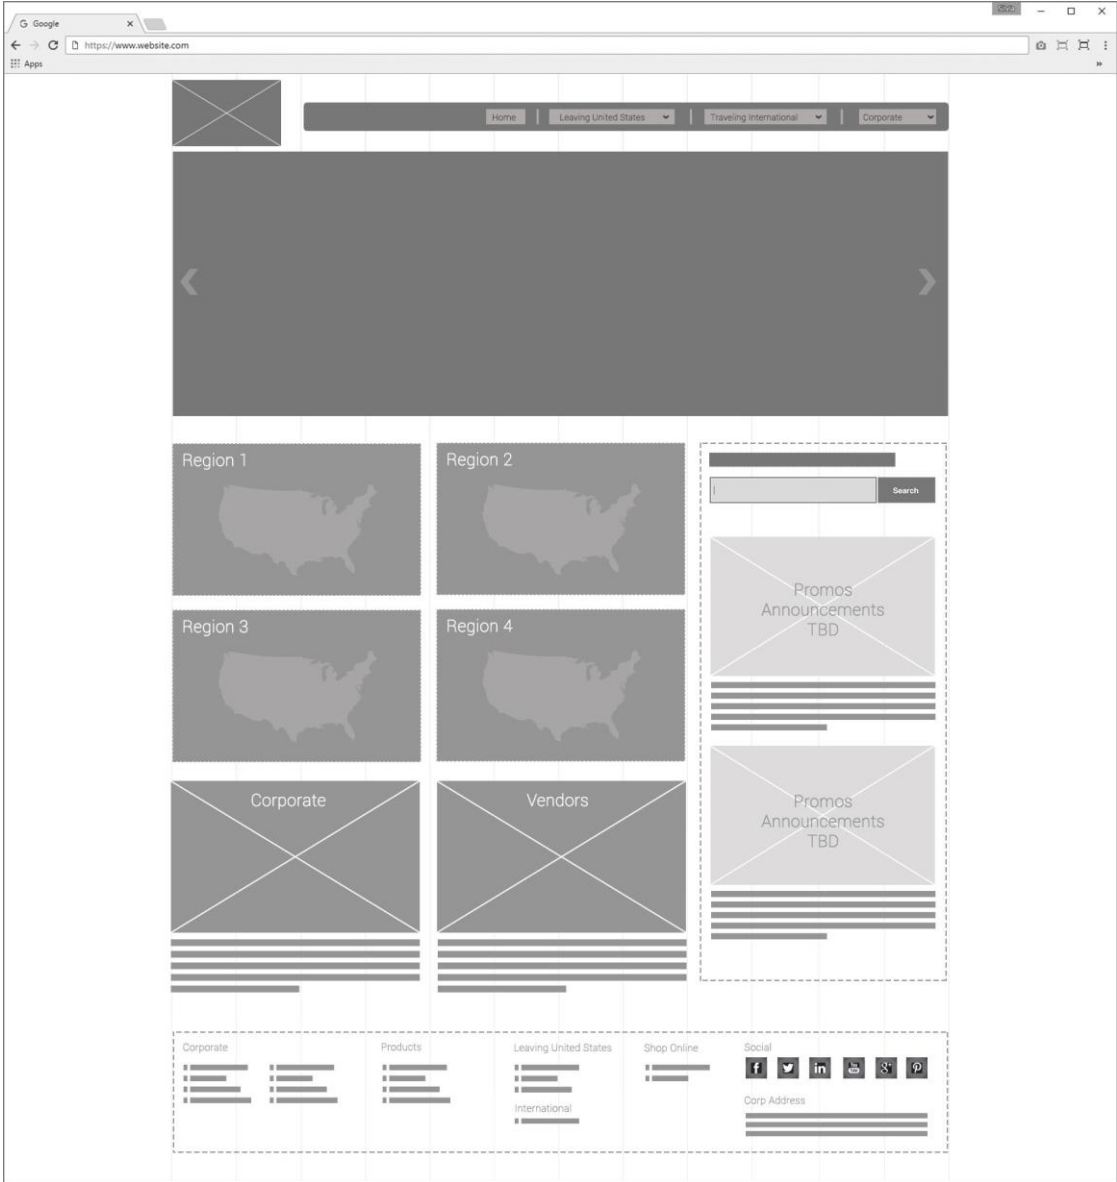 Google
https://www.website.com
Apps
Home
Leaving United States
Traveling International
Corporate
Region 1
Region 2
Search
Promos
Announcements
TBD
Region 3
Region 4
Promos
Announcements
TBD
Corporate
Vendors
Corporate
Products
Leaving United States
Shop Online
Social
International
Corp Address